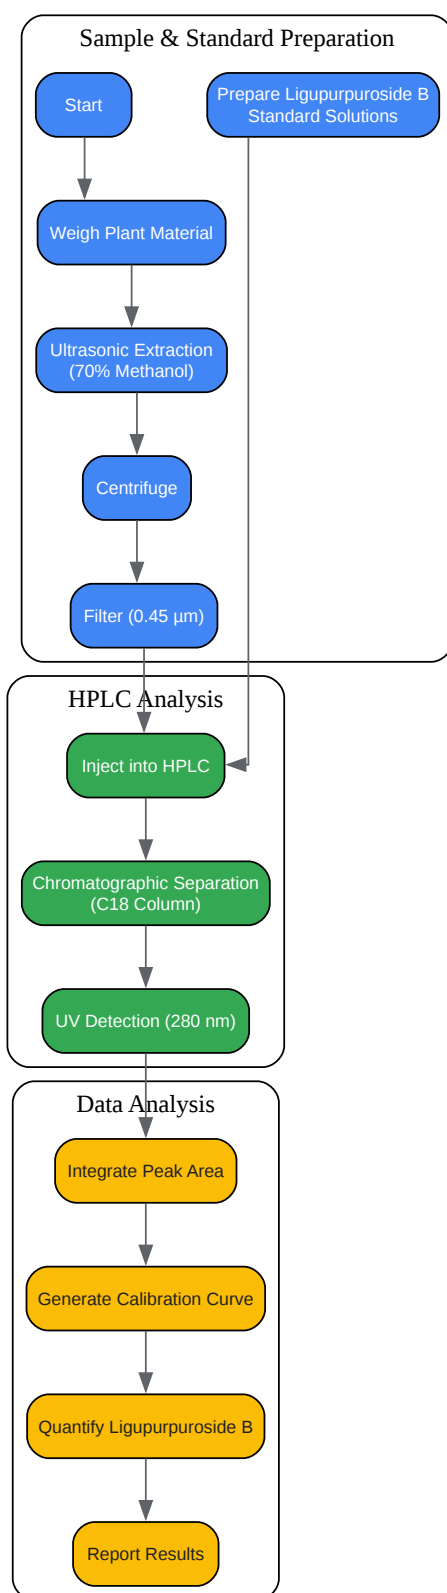 Sample & Standard Preparation
Start
Prepare Ligupurpuroside B
Standard Solutions
Weigh Plant Material
Ultrasonic Extraction
(70% Methanol)
Centrifuge
Filter (0.45 µm)
HPLC Analysis
Inject into HPLC
Chromatographic Separation
(C18 Column)
UV Detection (280 nm)
Data Analysis
Integrate Peak Area
Generate Calibration Curve
Quantify Ligupurpuroside B
Report Results